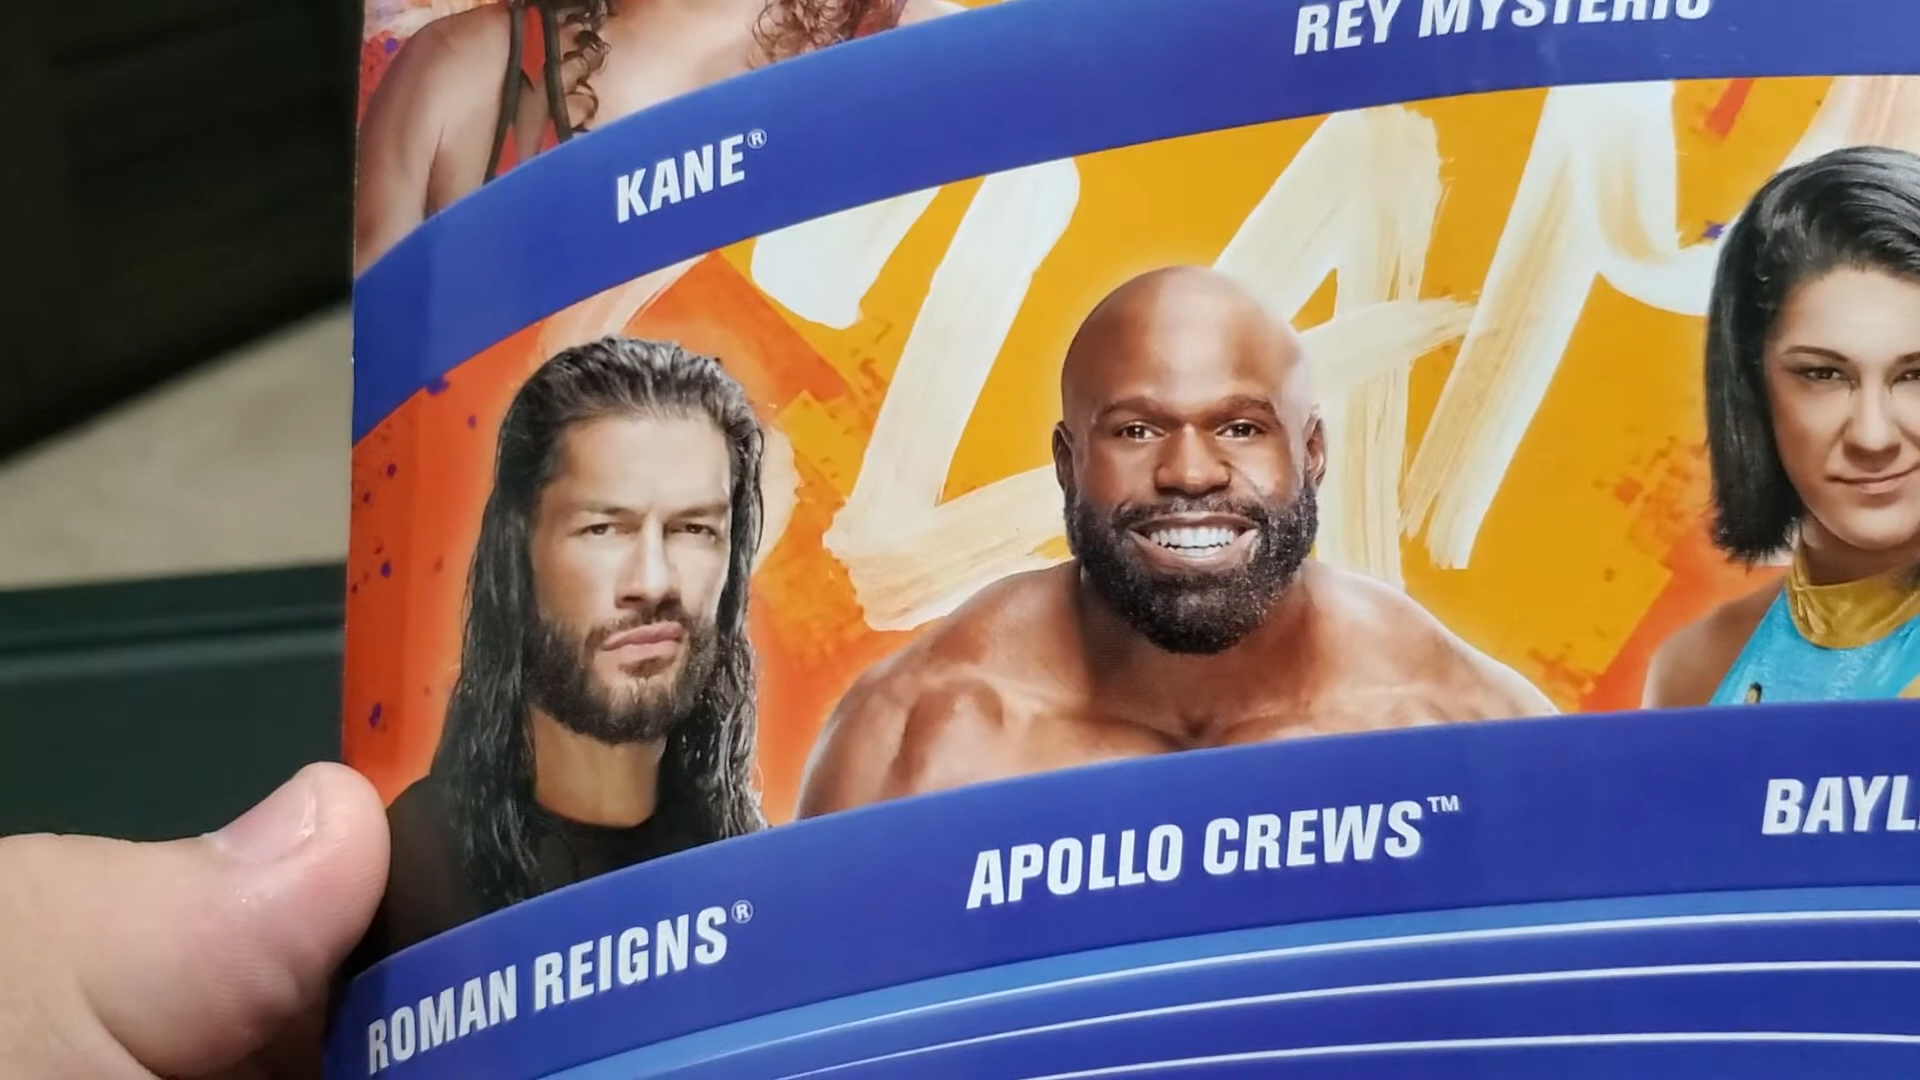 REY MYSTERIO
KANE®
APOLLO CREWS™
ROMAN REIGNS®